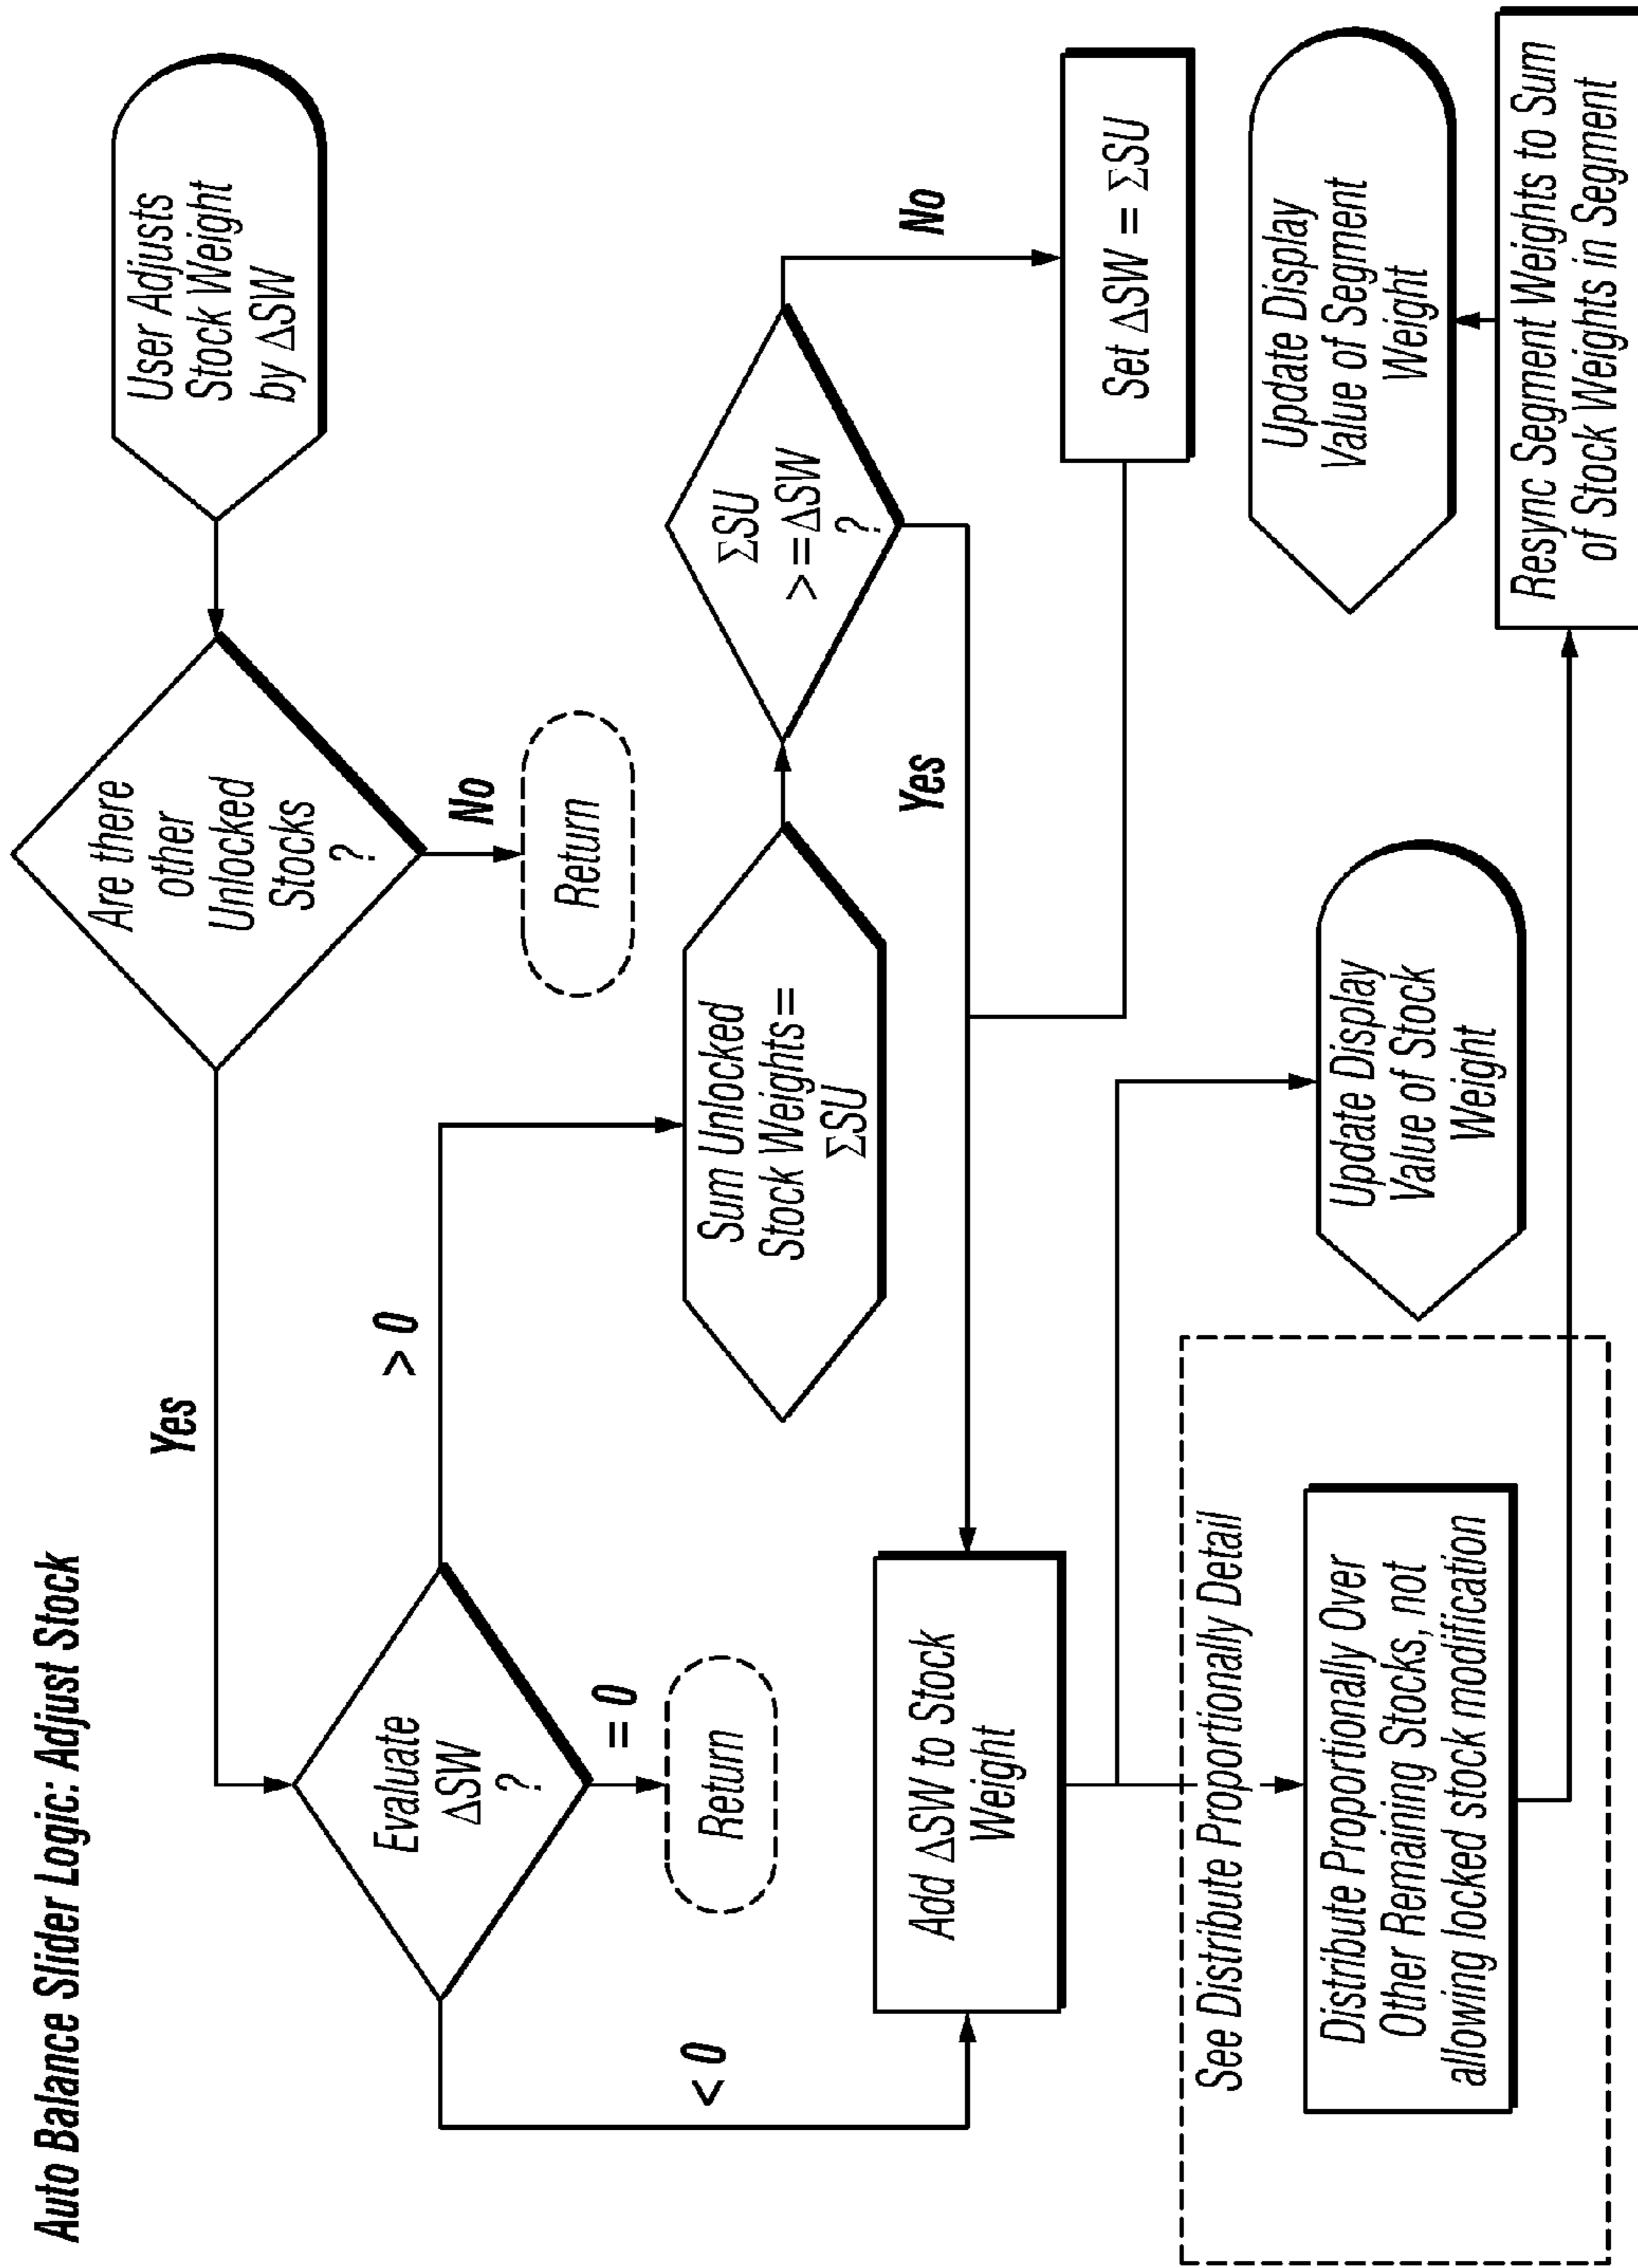 Auto Balance Slider Logic: Adjust Stock
User Adjusts
Stock Weight
by ΔSW
Are there
other
Unlocked
Stocks
?
Yes
No
Return
Evaluate
ΔSW
?
> 0
= 0
< 0
Return
Sum Unlocked
Stock Weights=
ΣSU
ΣSU
>=ΔSW
?
Yes
No
Set ΔSW = ΣSU
Add ΔSW to Stock
Weight
See Distribute Proportionally Detail
Distribute Proportionally Over
Other Remaining Stocks, not
allowing locked stock modification
Update Display
Value of Stock
Weight
Update Display
Value of Segment
Weight
Resync Segment Weights to Sum
of Stock Weights in Segment